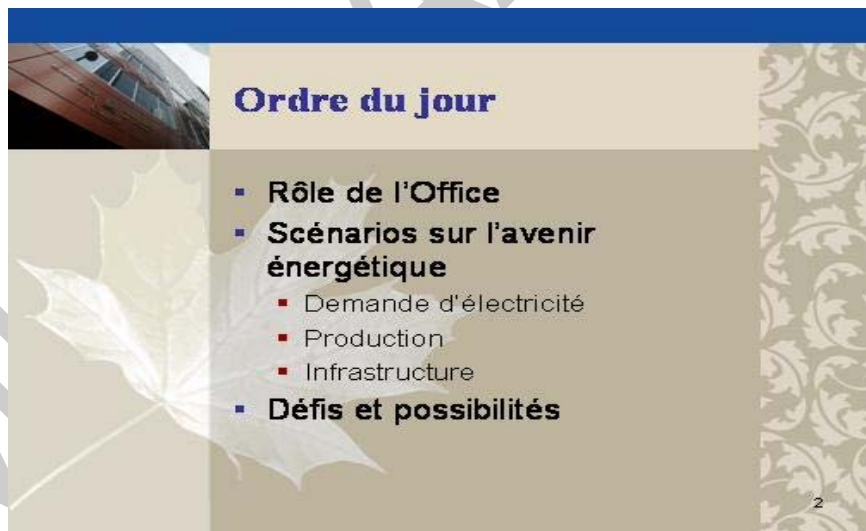 Ordre du jour
▪ Rôle de l'Office
▪ Scénarios sur l'avenir
énergétique
▪ Demande d'électricité
▪ Production
▪ Infrastructure
▪ Défis et possibilités
2